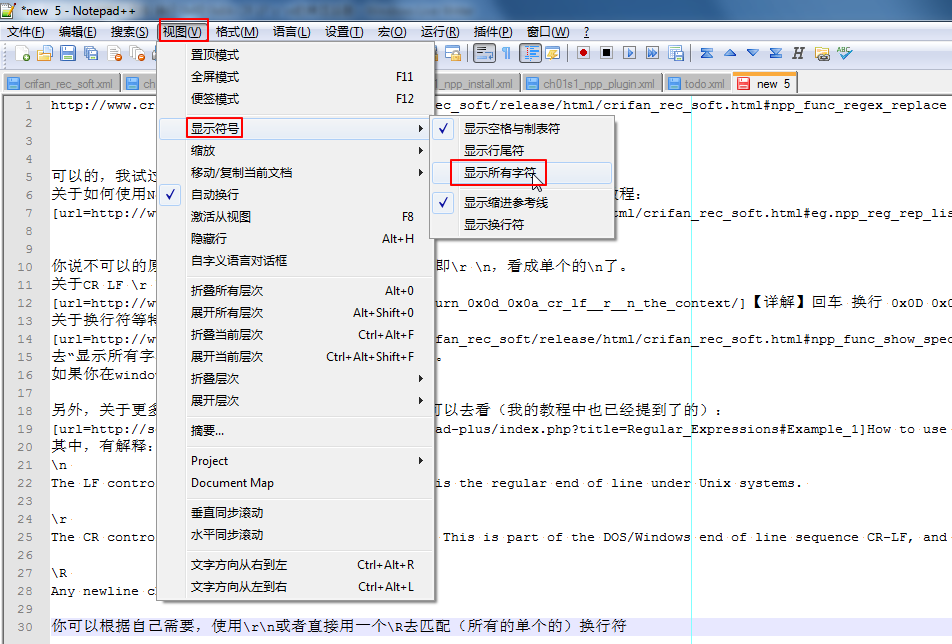 *new  5 - Notepad++
文件(F) 编辑(E) 搜索(S) 视图(V) 格式(M) 语言(L) 设置(T) 宏(O) 运行(R) 插件(P) 窗口(W) ?
crifan_rec_soft.xml ch 1_npp_install.xml ch01s1_npp_plugin.xml todo.xml new  5
置顶模式
全屏模式 F11
便签模式 F12
显示符号
缩放
移动/复制当前文档
自动换行
激活从视图 F8
隐藏行 Alt+H
自定义语言对话框
折叠所有层次 Alt+0
展开所有层次 Alt+Shift+0
折叠当前层次 Ctrl+Alt+F
展开当前层次 Ctrl+Alt+Shift+F
折叠层次
展开层次
摘要...
Project
Document Map
垂直同步滚动
水平同步滚动
文字方向从右到左 Ctrl+Alt+R
文字方向从左到右 Ctrl+Alt+L
显示空格与制表符
显示行尾符
显示所有字符
显示缩进参考线
显示换行符
1 http://www.cr ec_soft/release/html/crifan_rec_soft.html#npp_func_regex_replace
2
3
4
5 可以的，我试过
6 关于如何使用N 教程：
7 [url=http://w ml/crifan_rec_soft.html#eg.npp_reg_rep_lis
8
9
10 你说不可以的原 即\r \n，看成单个的\n了。
11 关于CR LF \r
12 [url=http://w urn_0x0d_0x0a_cr_lf__r__n_the_context/]【详解】回车 换行 0x0D 0x0
13 关于换行符等特
14 [url=http://w fan_rec_soft/release/html/crifan_rec_soft.html#npp_func_show_spec
15 去“显示所有字 。
16 如果你在window
17
18 另外，关于更多 可以去看（我的教程中也已经提到了的）：
19 [url=http://s ad-plus/index.php?title=Regular_Expressions#Example_1]How to use
20 其中，有解释：
21 \n
22 The LF contro is the regular end of line under Unix systems.
23
24 \r
25 The CR contro This is part of the DOS/Windows end of line sequence CR-LF, and
26
27 \R
28 Any newline c
29
30 你可以根据自己需要，使用\r\n或者直接用一个\R去匹配（所有的单个的）换行符